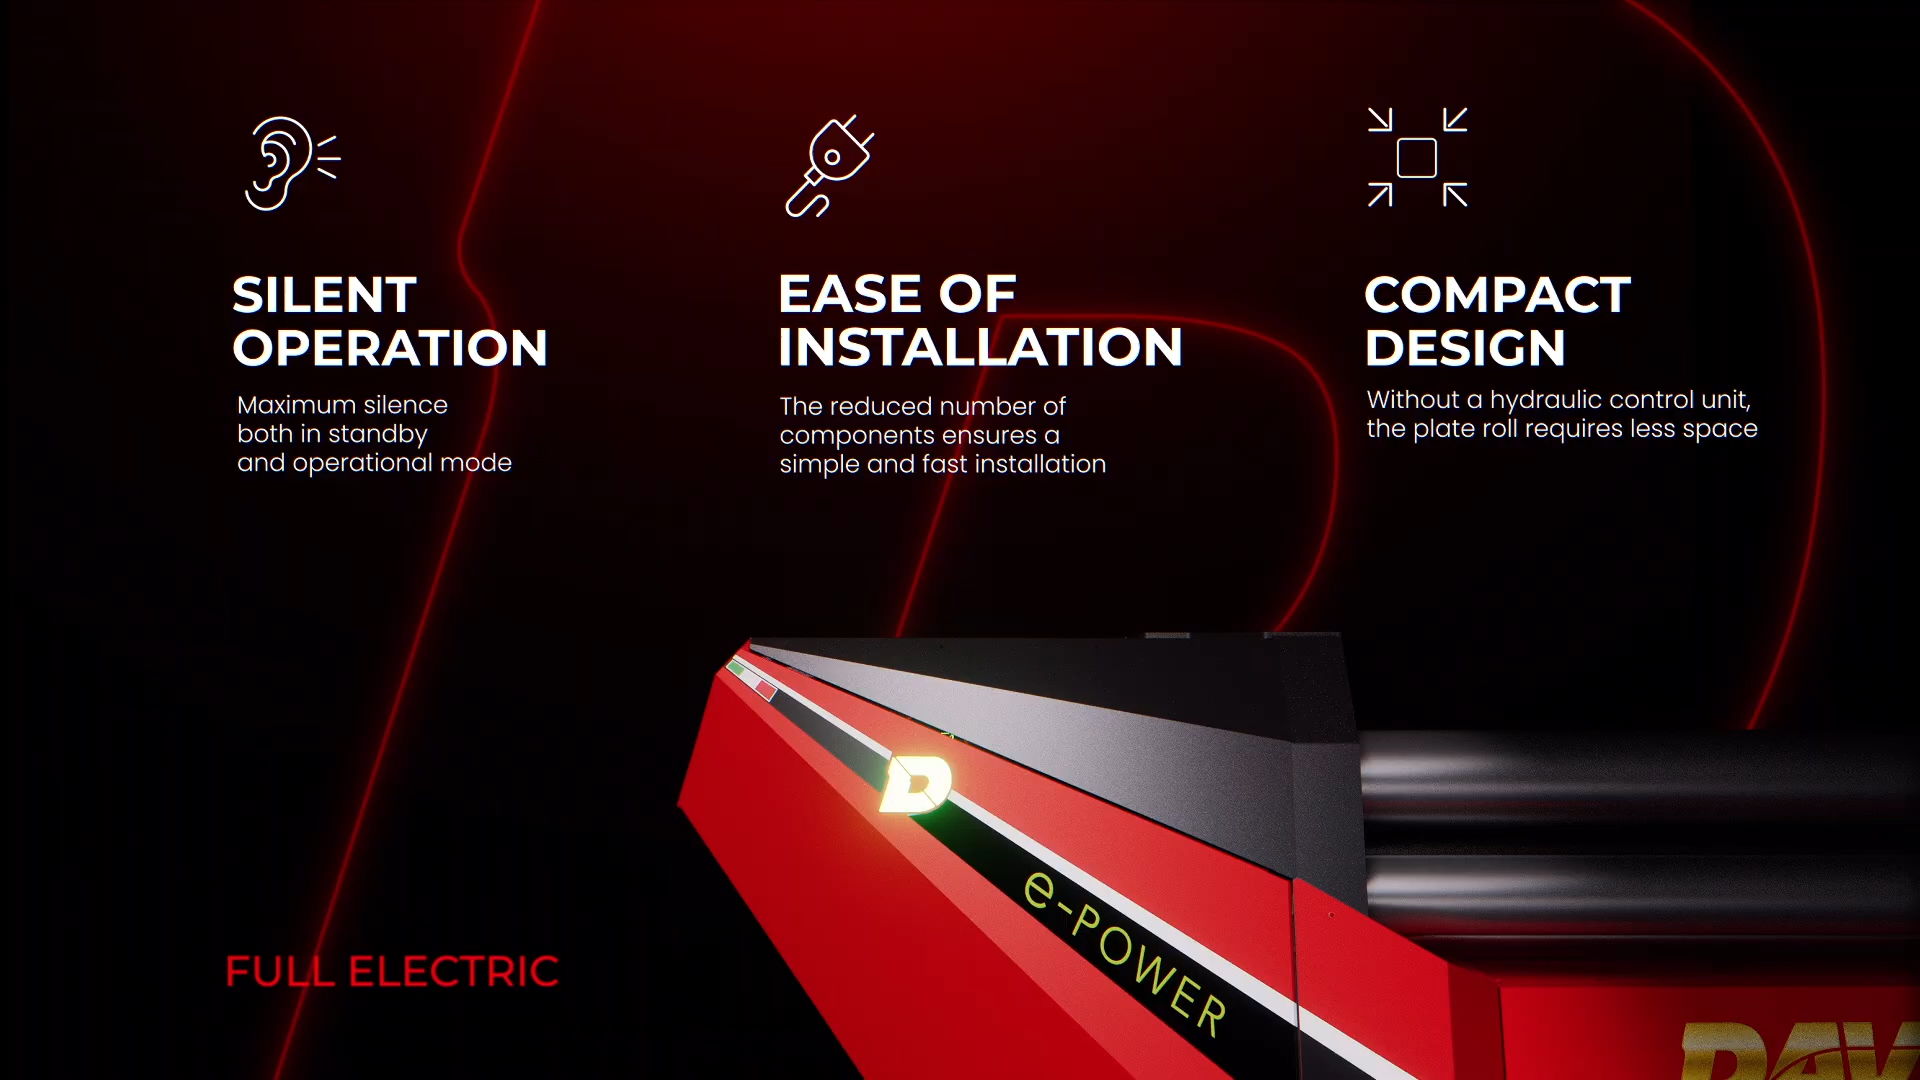 SILENT
OPERATION
Maximum silence
both in standby
and operational mode
EASE OF
INSTALLATION
The reduced number of
components ensures a
simple and fast installation
COMPACT
DESIGN
Without a hydraulic control unit,
the plate roll requires less space
D
e-POWER
FULL ELECTRIC
DAV